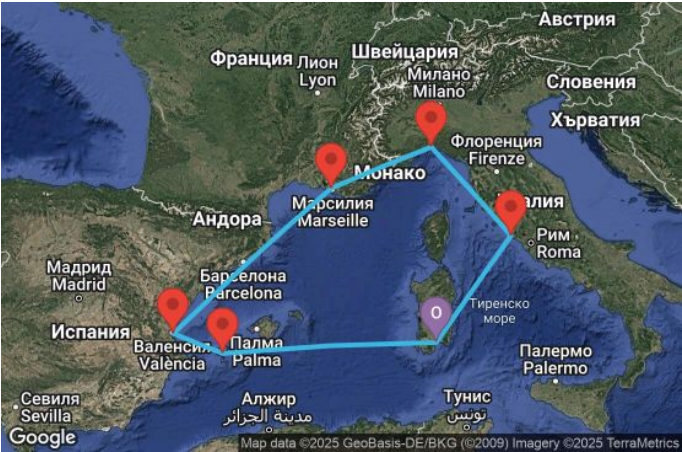 Австрия
Франция
Лион
Lyon
Швейцария
Милано
Milano
Словения
Хърватия
Флоренция
Firenze
Монако
Марсилия
Marseille
Андора
Рим
Roma
Мадрид
Madrid
Барселона
Barcelona
Тиренско
море
Испания
Валенсия
València
Палма
Palma
O
Палермо
Palermo
Севиля
Sevilla
Алжир
مدينة الجزائر
Тунис
تونس
Google
Map data ©2025 GeoBasis-DE/BKG (©2009) Imagery ©2025 TerraMetrics